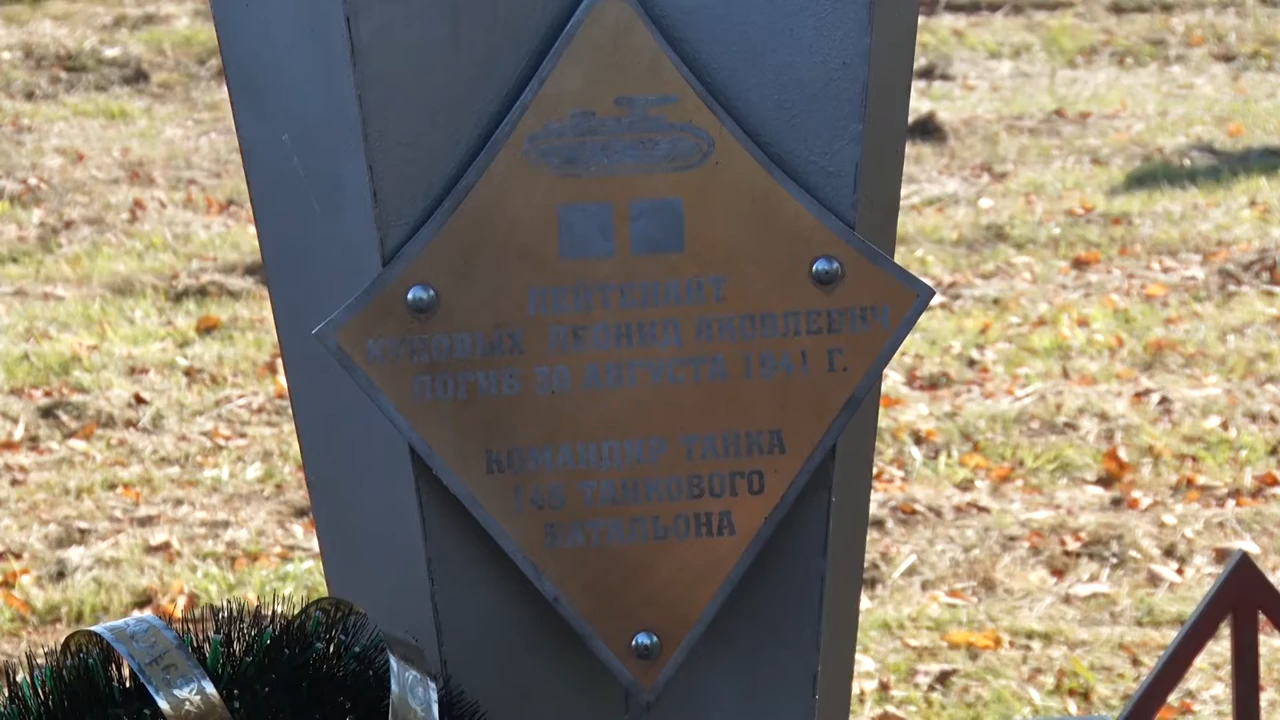 ЛЕЙТЕНАНТ
ЛЕОНИД ЯКОВЛЕВИЧ
ПОГИБ 30 АВГУСТА 1941 Г.
КОМАНДИР ТАНКА
ТАНКОВОГО
БАТАЛЬОНА